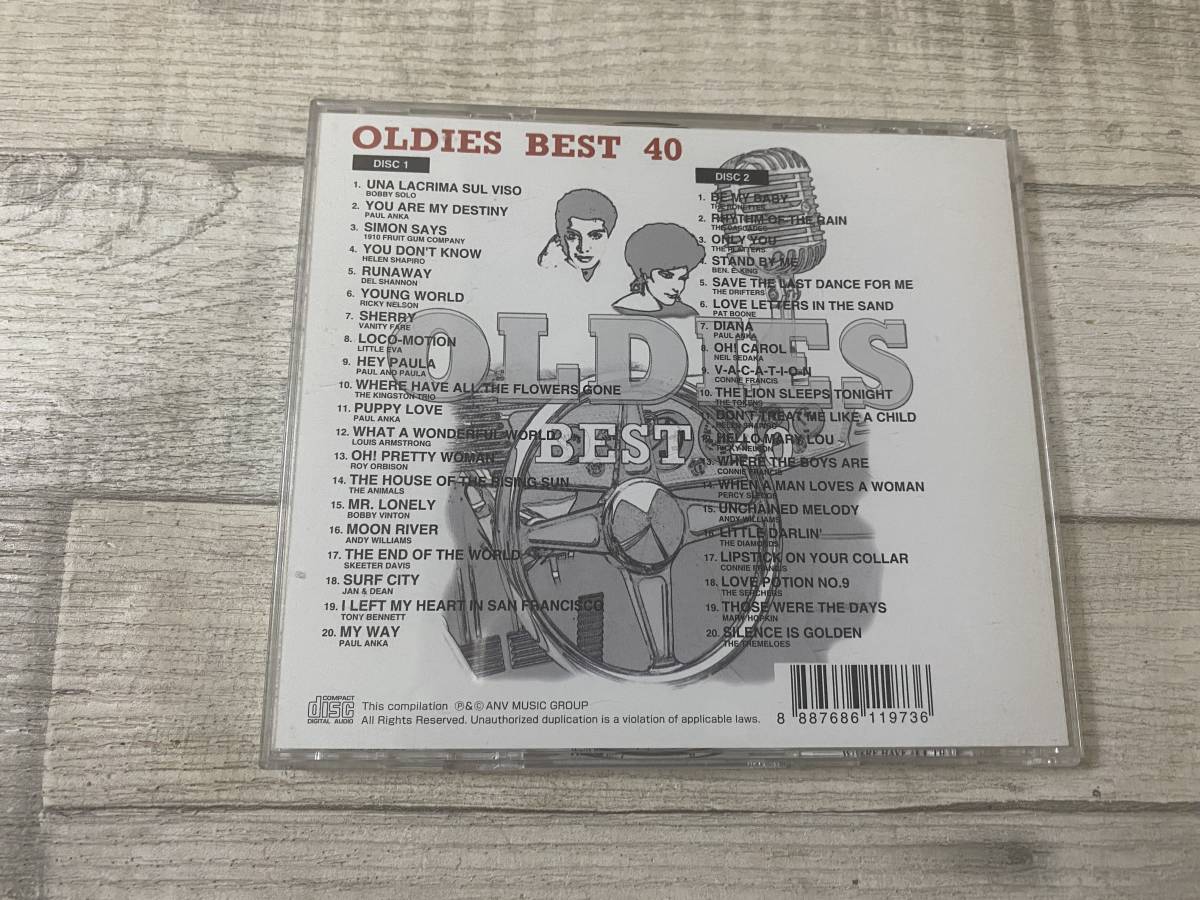 OLDIES BEST 40
DISC 1
1. UNA LACRIMA SUL VISO
BOBBY SOLO
2. YOU ARE MY DESTINY
PAUL ANKA
3. SIMON SAYS
1910 FRUIT GUM COMPANY
4. YOU DON'T KNOW
HELEN SHAPIRO
5. RUNAWAY
DEL SHANNON
6. YOUNG WORLD
RICKY NELSON
7. SHERRY
VANITY FARE
8. LOCO-MOTION
LITTLE EVA
9. HEY PAULA
PAUL AND PAULA
10. WHERE HAVE ALL THE FLOWERS GONE
THE KINGSTON TRIO
11. PUPPY LOVE
PAUL ANKA
12. WHAT A WONDERFUL WORLD
LOUIS ARMSTRONG
13. OH! PRETTY WOMAN
ROY ORBISON
14. THE HOUSE OF THE RISING SUN
THE ANIMALS
15. MR. LONELY
BOBBY VINTON
16. MOON RIVER
ANDY WILLIAMS
17. THE END OF THE WORLD
SKEETER DAVIS
18. SURF CITY
JAN & DEAN
19. I LEFT MY HEART IN SAN FRANCISCO
TONY BENNETT
20. MY WAY
PAUL ANKA
DISC 2
1. BE MY BABY
THE RONETTES
2. RHYTHM OF THE RAIN
THE CASCADES
3. ONLY YOU
THE PLATTERS
4. STAND BY ME
BEN. E. KING
5. SAVE THE LAST DANCE FOR ME
THE DRIFTERS
6. LOVE LETTERS IN THE SAND
PAT BOONE
7. DIANA
PAUL ANKA
8. OH! CAROL
NEIL SEDAKA
9. V-A-C-A-T-I-O-N
CONNIE FRANCIS
10. THE LION SLEEPS TONIGHT
THE TOKENS
11. DON'T TREAT ME LIKE A CHILD
HELEN SHAPIRO
12. HELLO MARY LOU
RICKY NELSON
13. WHERE THE BOYS ARE
CONNIE FRANCIS
14. WHEN A MAN LOVES A WOMAN
PERCY SLEDGE
15. UNCHAINED MELODY
ANDY WILLIAMS
16. LITTLE DARLIN'
THE DIAMONDS
17. LIPSTICK ON YOUR COLLAR
CONNIE FRANCIS
18. LOVE POTION NO.9
THE SERCHERS
19. THOSE WERE THE DAYS
MARY HOPKIN
20. SILENCE IS GOLDEN
THE TREMELOES
OLDIES
BEST
COMPACT
disc
DIGITAL AUDIO
This compilation ℗&© ANV MUSIC GROUP
All Rights Reserved. Unauthorized duplication is a violation of applicable laws.
8 887686 119736